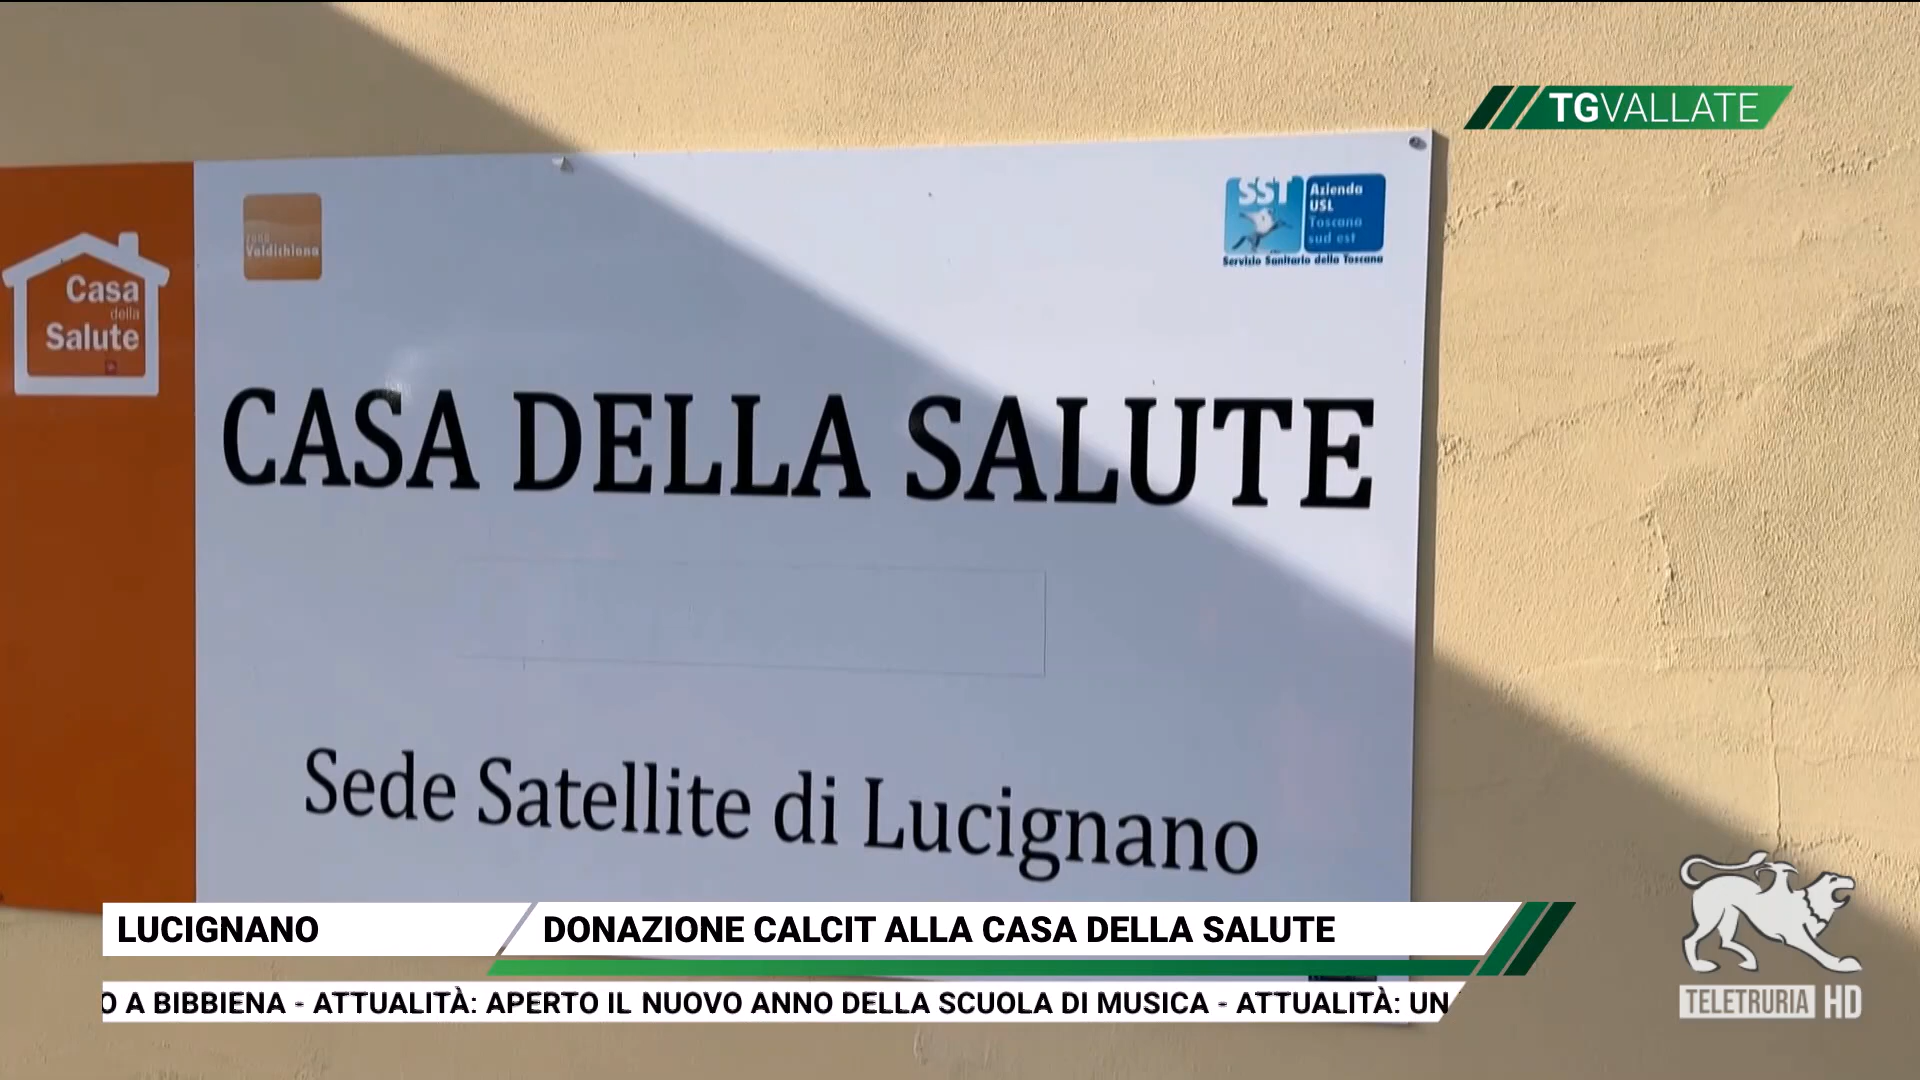 TGVALLATE
zona
Valdichiana
SST
Azienda
USL
Toscana
sud est
Servizio Sanitario della Toscana
Casa
della
Salute
CASA DELLA SALUTE
Sede Satellite di Lucignano
LUCIGNANO
DONAZIONE CALCIT ALLA CASA DELLA SALUTE
O A BIBBIENA - ATTUALITÀ: APERTO IL NUOVO ANNO DELLA SCUOLA DI MUSICA - ATTUALITÀ: UN
TELETRURIA HD